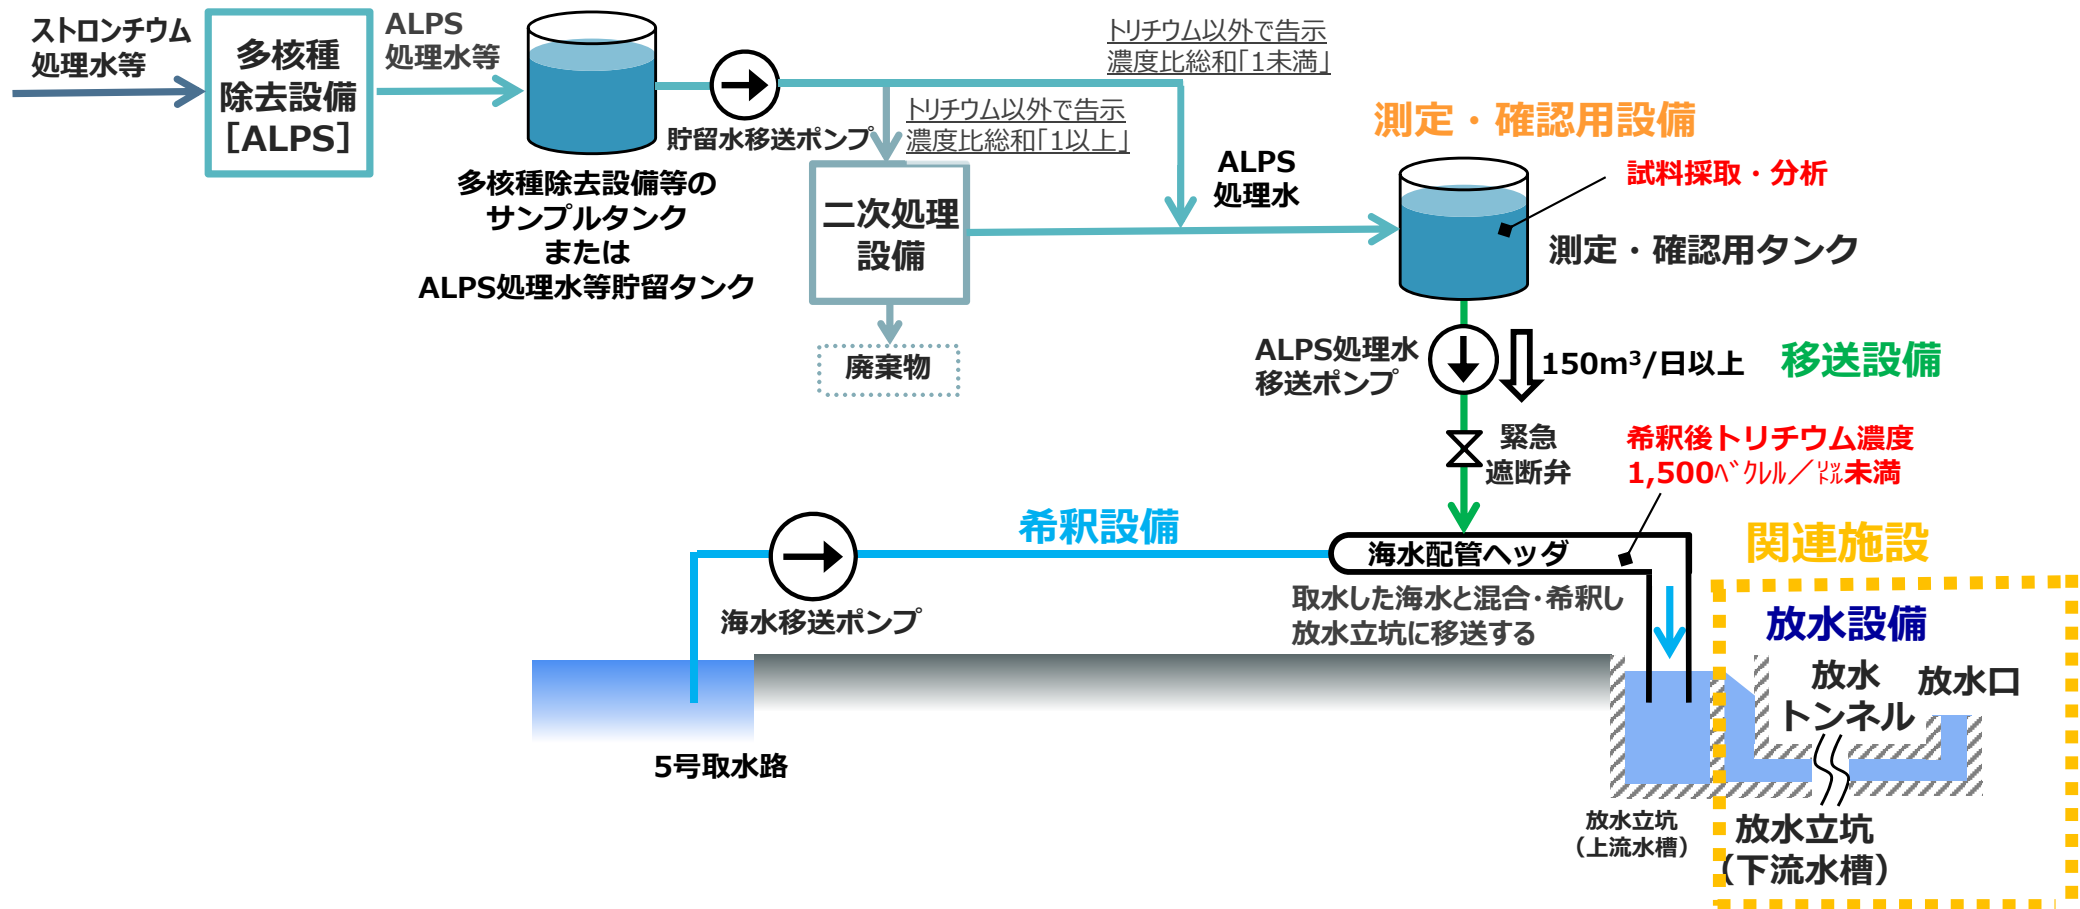 ストロンチウム
処理水等
多核種
除去設備
［ALPS］
ALPS
処理水等
貯留水移送ポンプ
多核種除去設備等の
サンプルタンク
または
ALPS処理水等貯留タンク
トリチウム以外で告示
濃度比総和｢1未満｣
トリチウム以外で告示
濃度比総和｢1以上｣
二次処理
設備
廃棄物
ALPS
処理水
測定・確認用設備
試料採取・分析
測定・確認用タンク
ALPS処理水
移送ポンプ
150m³/日以上
移送設備
緊急
遮断弁
希釈後トリチウム濃度
1,500ﾍﾞｸﾚﾙ／㍑未満
希釈設備
海水移送ポンプ
海水配管ヘッダ
取水した海水と混合･希釈し
放水立坑に移送する
関連施設
放水設備
放水
トンネル
放水口
5号取水路
放水立坑
（上流水槽）
放水立坑
（下流水槽）